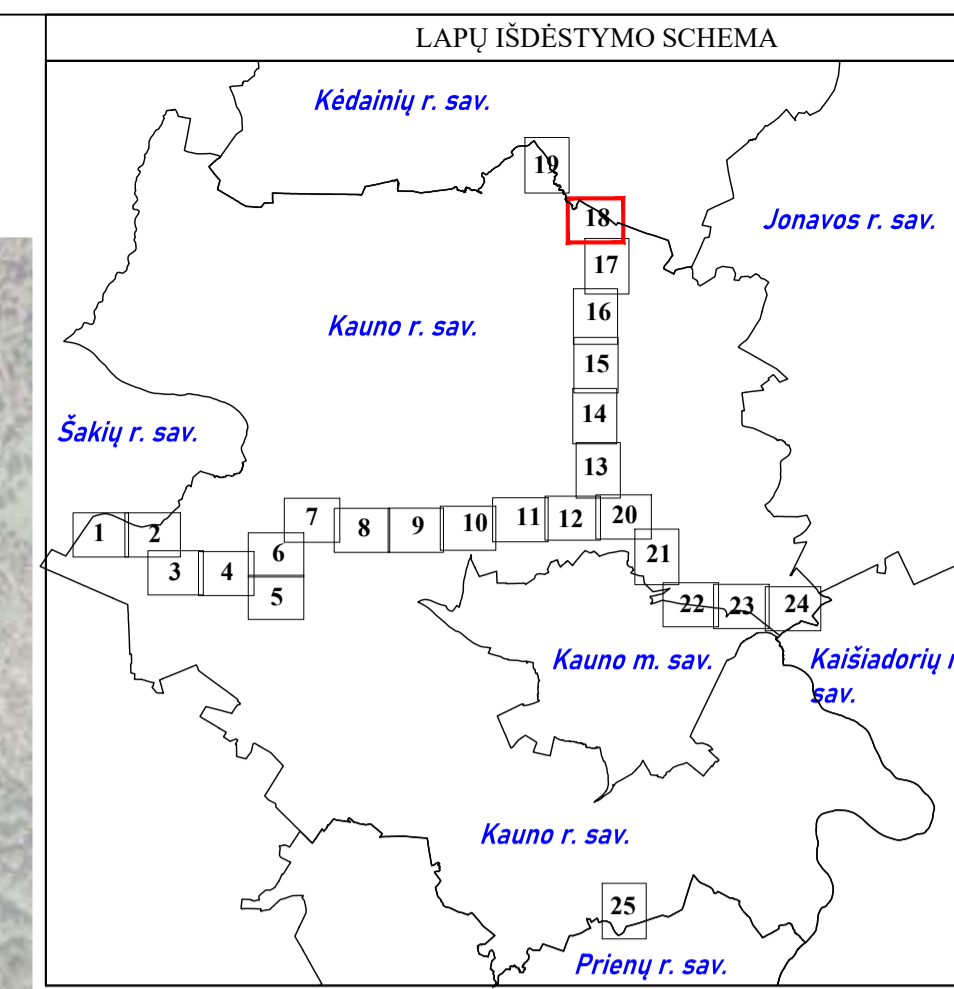 LAPŲ IŠDĖSTYMO SCHEMA
Kėdainių r. sav.
19
18
Jonavos r. sav.
17
16
Kauno r. sav.
15
14
Šakių r. sav.
13
7
11
12
20
1
2
8
9
10
6
21
3
4
5
22
23
24
Kauno m. sav.
Kaišiadorių r
sav.
Kauno r. sav.
25
Prienų r. sav.